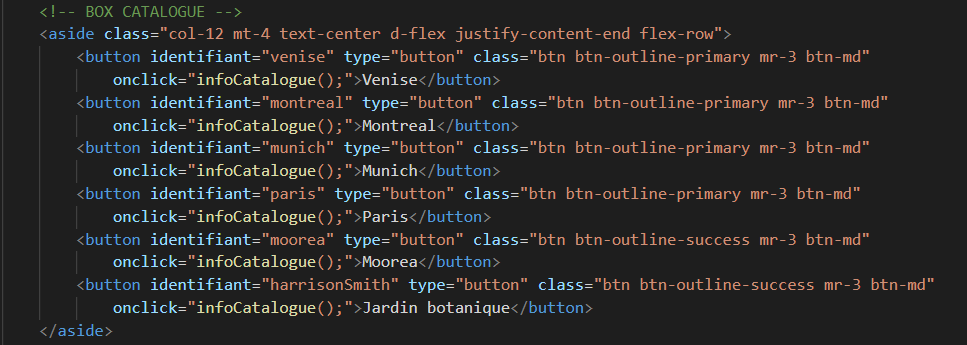 <!-- BOX CATALOGUE -->
<aside class="col-12 mt-4 text-center d-flex justify-content-end flex-row">
<button identifiant="venise" type="button" class="btn btn-outline-primary mr-3 btn-md"
onclick="infoCatalogue();">Venise</button>
<button identifiant="montreal" type="button" class="btn btn-outline-primary mr-3 btn-md"
onclick="infoCatalogue();">Montreal</button>
<button identifiant="munich" type="button" class="btn btn-outline-primary mr-3 btn-md"
onclick="infoCatalogue();">Munich</button>
<button identifiant="paris" type="button" class="btn btn-outline-primary mr-3 btn-md"
onclick="infoCatalogue();">Paris</button>
<button identifiant="moorea" type="button" class="btn btn-outline-success mr-3 btn-md"
onclick="infoCatalogue();">Moorea</button>
<button identifiant="harrisonSmith" type="button" class="btn btn-outline-success mr-3 btn-md"
onclick="infoCatalogue();">Jardin botanique</button>
</aside>